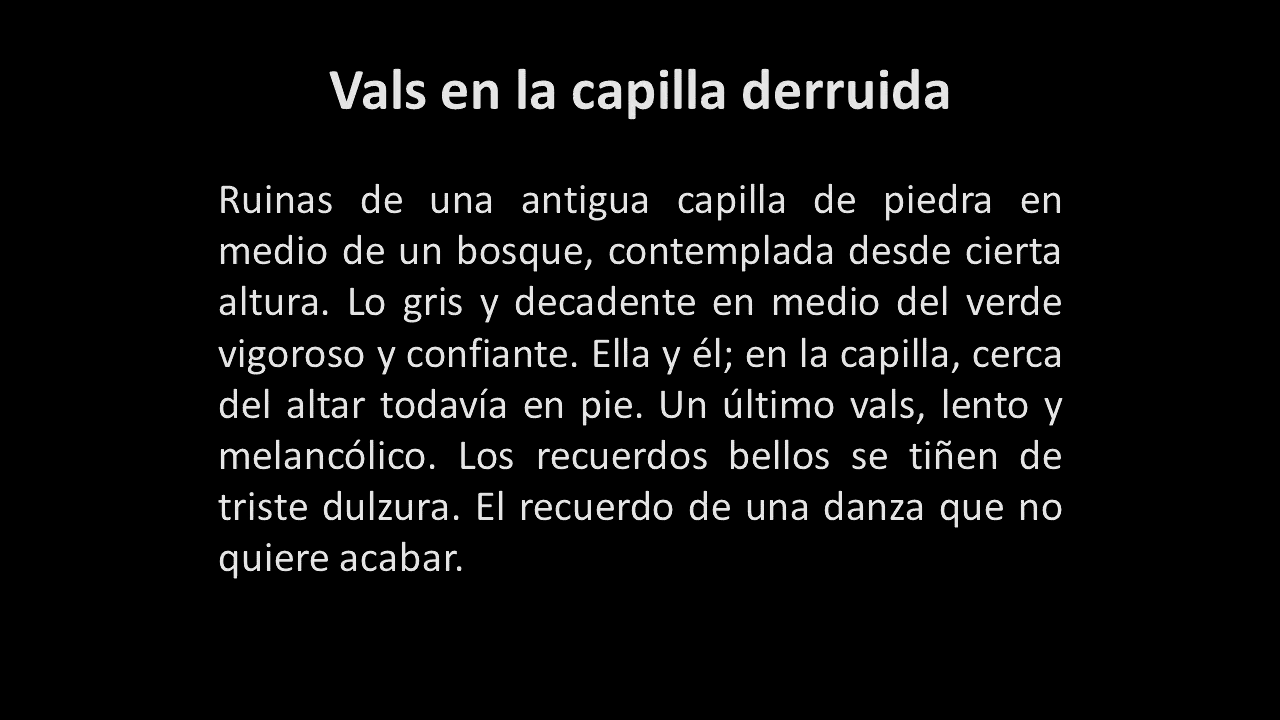 Vals en la capilla derruida
Ruinas de una antigua capilla de piedra en
medio de un bosque, contemplada desde cierta
altura. Lo gris y decadente en medio del verde
vigoroso y confiante. Ella y él; en la capilla, cerca
del altar todavía en pie. Un último vals, lento y
melancólico. Los recuerdos bellos se tiñen de
triste dulzura. El recuerdo de una danza que no
quiere acabar.